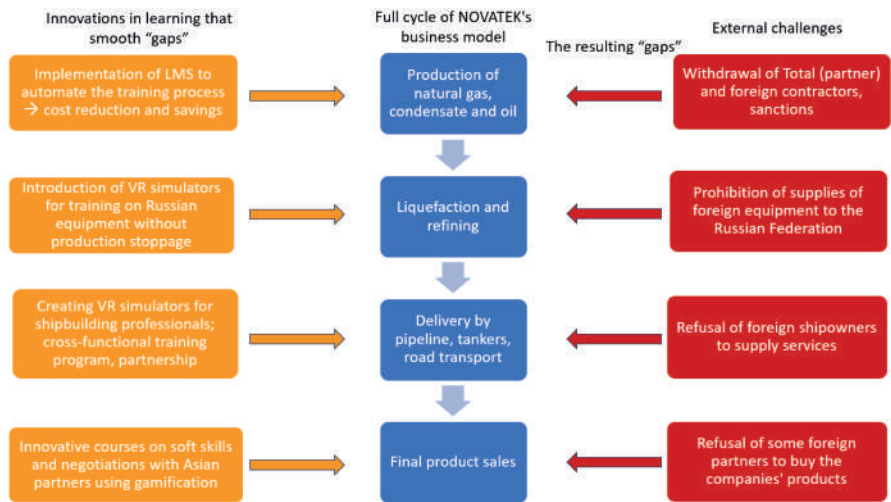 Innovations in learning that
smooth “gaps”
Full cycle of NOVATEK's
business model
The resulting “gaps”
External challenges
Implementation of LMS to
automate the training process
→ cost reduction and savings
Production of
natural gas,
condensate and oil
Withdrawal of Total (partner)
and foreign contractors,
sanctions
Introduction of VR simulators
for training on Russian
equipment without
production stoppage
Liquefaction and
refining
Prohibition of supplies of
foreign equipment to the
Russian Federation
Creating VR simulators for
shipbuilding professionals;
cross-functional training
program, partnership
Delivery by
pipeline, tankers,
road transport
Refusal of foreign shipowners
to supply services
Innovative courses on soft skills
and negotiations with Asian
partners using gamification
Final product sales
Refusal of some foreign
partners to buy the
companies' products